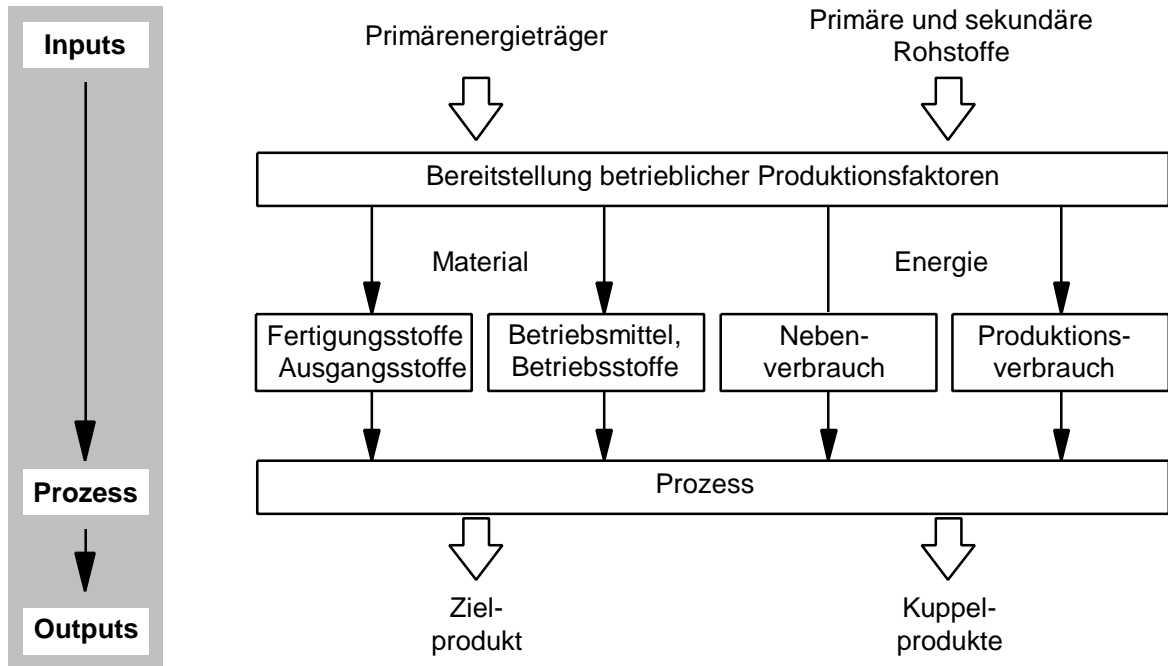 Inputs
Primärenergieträger
Primäre und sekundäre
Rohstoffe
Bereitstellung betrieblicher Produktionsfaktoren
Material
Energie
Fertigungsstoffe
Ausgangsstoffe
Betriebsmittel,
Betriebsstoffe
Neben-
verbrauch
Produktions-
verbrauch
Prozess
Prozess
Outputs
Ziel-
produkt
Kuppel-
produkte